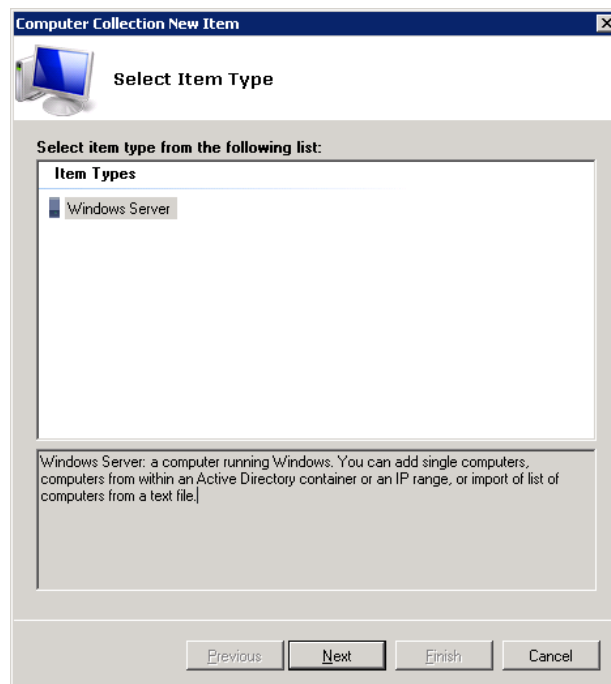 Computer Collection New Item
Select Item Type
Select item type from the following list:
Item Types
Windows Server
Windows Server: a computer running Windows. You can add single computers,
computers from within an Active Directory container or an IP range, or import of list of
computers from a text file.
Previous
Next
Finish
Cancel